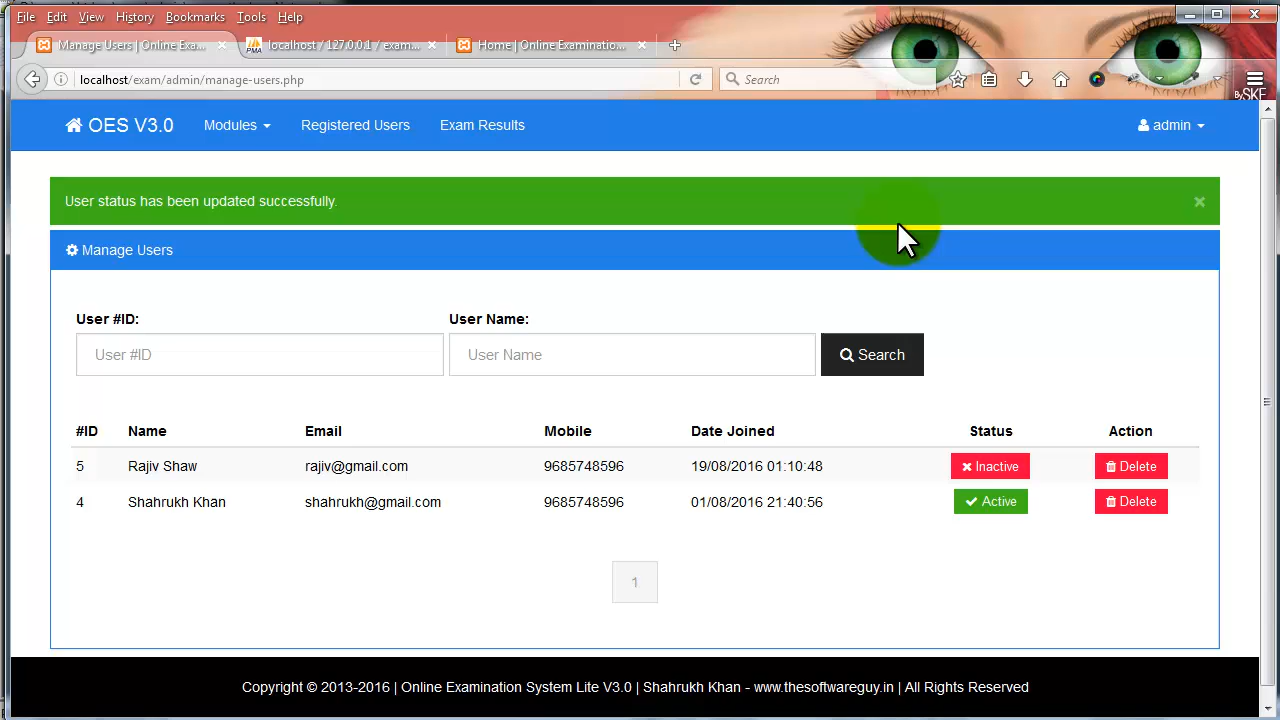 File Edit View History Bookmarks Tools Help
Manage Users | Online Exa... × localhost / 127.0.0.1 / exam... × Home | Online Examinatio... × +
localhost/exam/admin/manage-users.php Search
By SKF
OES V3.0 Modules Registered Users Exam Results admin
User status has been updated successfully. ×
Manage Users
User #ID: User Name:
User #ID User Name Search
#ID Name Email Mobile Date Joined Status Action
5 Rajiv Shaw rajiv@gmail.com 9685748596 19/08/2016 01:10:48 Inactive Delete
4 Shahrukh Khan shahrukh@gmail.com 9685748596 01/08/2016 21:40:56 Active Delete
1
Copyright © 2013-2016 | Online Examination System Lite V3.0 | Shahrukh Khan - www.thesoftwareguy.in | All Rights Reserved